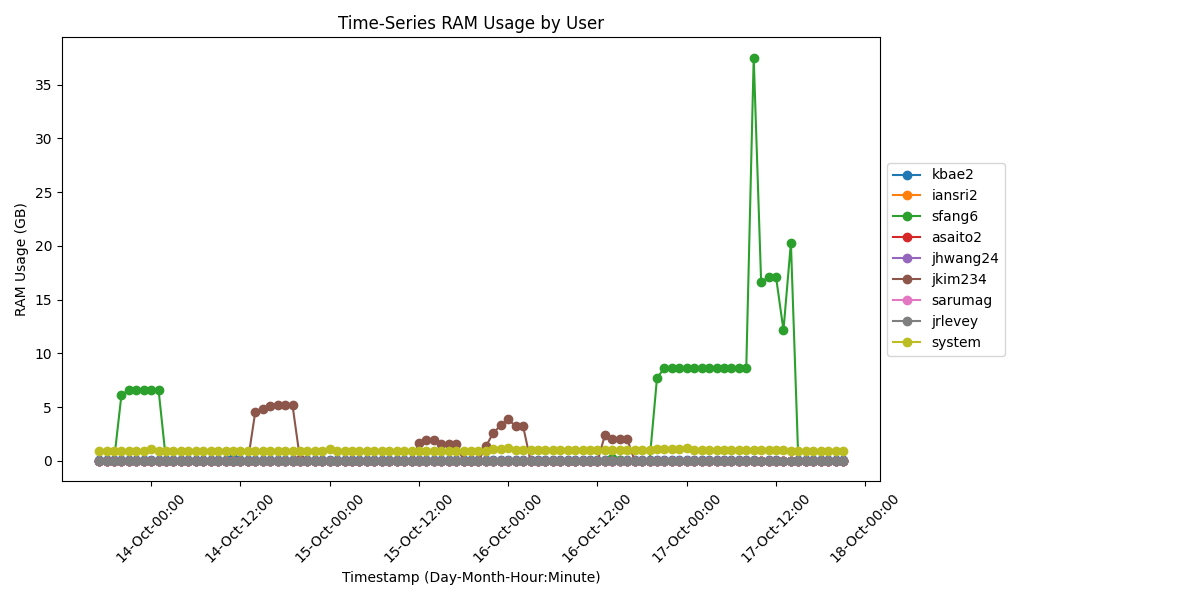 Time-Series RAM Usage by User
RAM Usage (GB)
35
30
25
20
15
10
5
0
14-Oct-00:00
14-Oct-12:00
15-Oct-00:00
15-Oct-12:00
16-Oct-00:00
16-Oct-12:00
17-Oct-00:00
17-Oct-12:00
18-Oct-00:00
Timestamp (Day-Month-Hour:Minute)
kbae2
iansri2
sfang6
asaito2
jhwang24
jkim234
sarumag
jrlevey
system